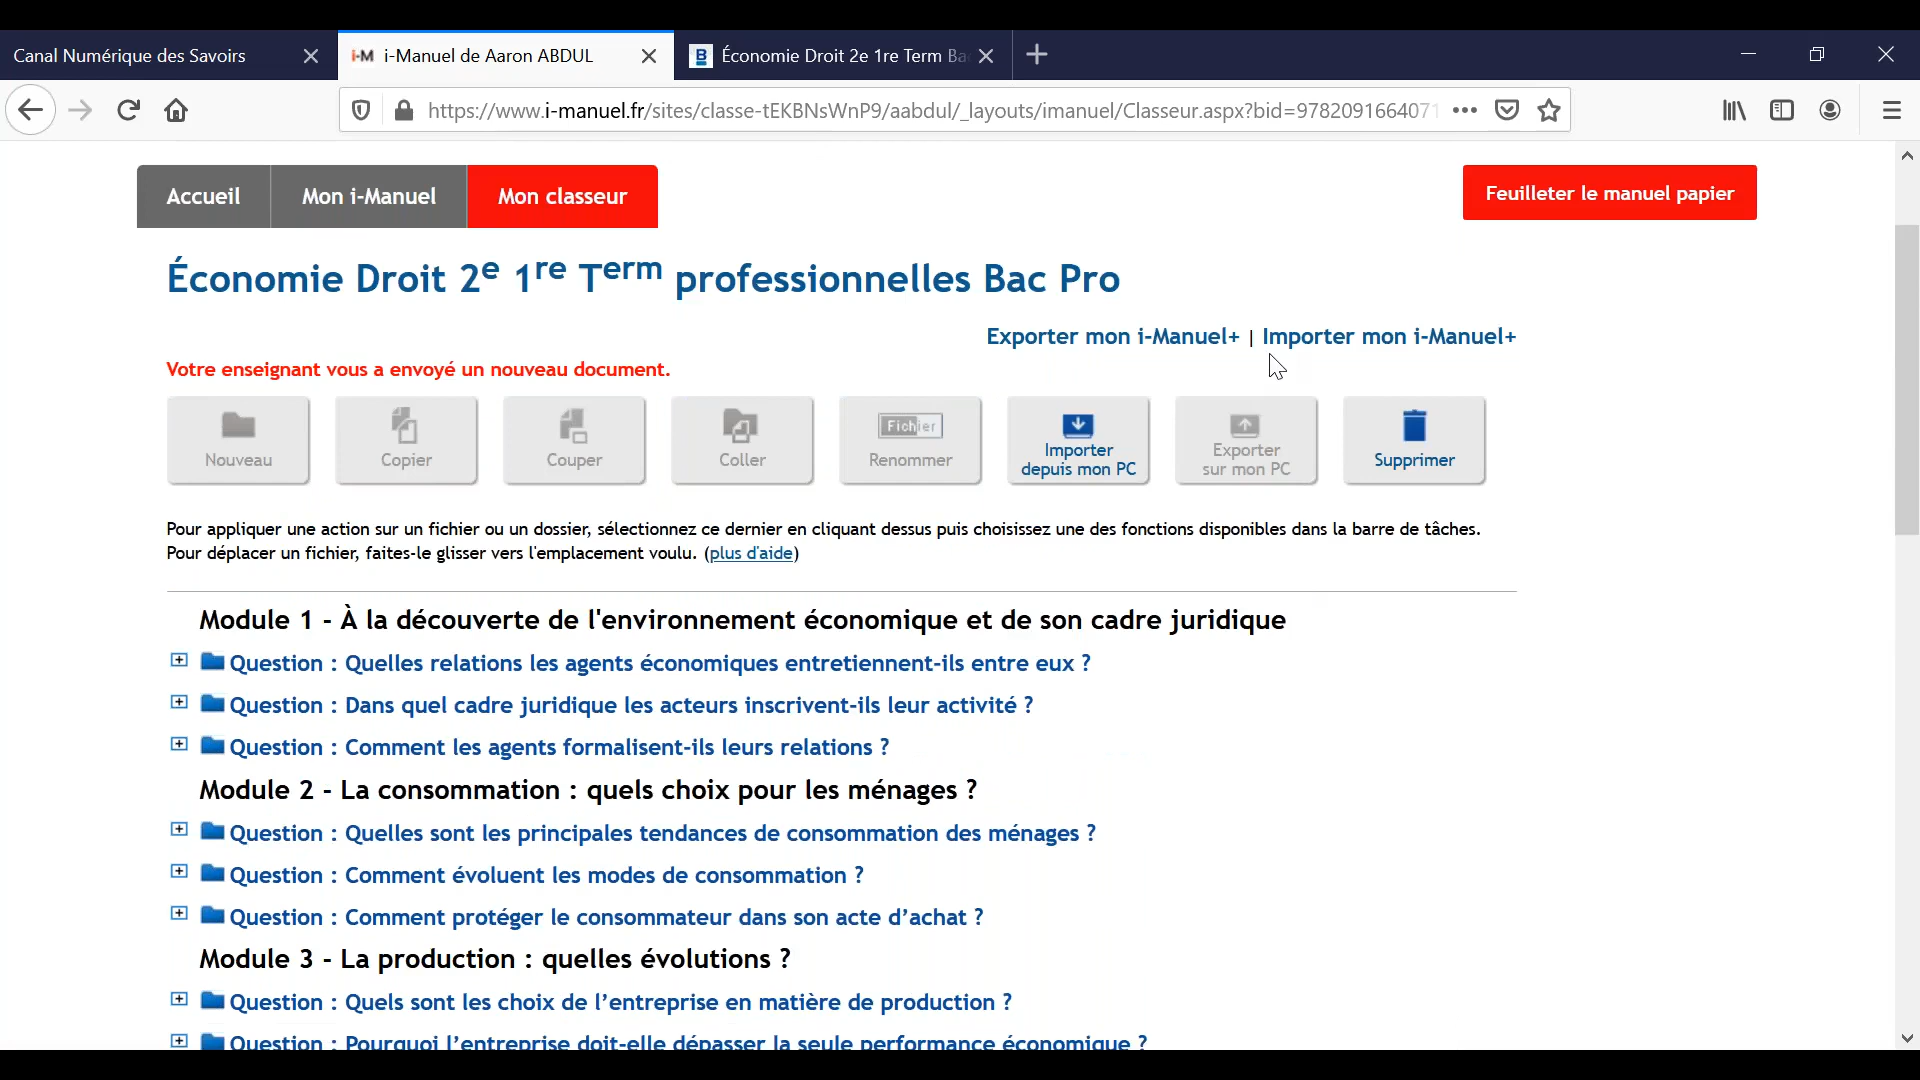 Canal Numérique des Savoirs
i-M i-Manuel de Aaron ABDUL
B Économie Droit 2e 1re Term Ba
https://www.i-manuel.fr/sites/classe-tEKBNsWnP9/aabdul/_layouts/imanuel/Classeur.aspx?bid=9782091664071
Accueil
Mon i-Manuel
Mon classeur
Feuilleter le manuel papier
Économie Droit 2e 1re Term professionnelles Bac Pro
Exporter mon i-Manuel+ | Importer mon i-Manuel+
Votre enseignant vous a envoyé un nouveau document.
Nouveau
Copier
Couper
Coller
Fichier
Renommer
Importer
depuis mon PC
Exporter
sur mon PC
Supprimer
Pour appliquer une action sur un fichier ou un dossier, sélectionnez ce dernier en cliquant dessus puis choisissez une des fonctions disponibles dans la barre de tâches.
Pour déplacer un fichier, faites-le glisser vers l'emplacement voulu. (plus d'aide)
Module 1 - À la découverte de l'environnement économique et de son cadre juridique
Question : Quelles relations les agents économiques entretiennent-ils entre eux ?
Question : Dans quel cadre juridique les acteurs inscrivent-ils leur activité ?
Question : Comment les agents formalisent-ils leurs relations ?
Module 2 - La consommation : quels choix pour les ménages ?
Question : Quelles sont les principales tendances de consommation des ménages ?
Question : Comment évoluent les modes de consommation ?
Question : Comment protéger le consommateur dans son acte d’achat ?
Module 3 - La production : quelles évolutions ?
Question : Quels sont les choix de l’entreprise en matière de production ?
Question : Pourquoi l’entreprise doit-elle dépasser la seule performance économique ?